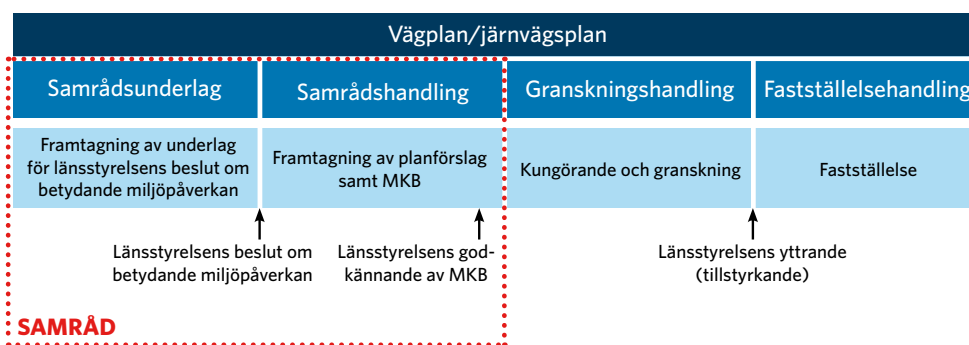 Vägplan/järnvägsplan
Samrådsunderlag
Samrådshandling
Granskningshandling
Fastställelsehandling
Framtagning av underlag
för länsstyrelsens beslut om
betydande miljöpåverkan
Framtagning av planförslag
samt MKB
Kungörande och granskning
Fastställelse
Länsstyrelsens beslut om
betydande miljöpåverkan
Länsstyrelsens god-
kännande av MKB
Länsstyrelsens yttrande
(tillstyrkande)
SAMRÅD